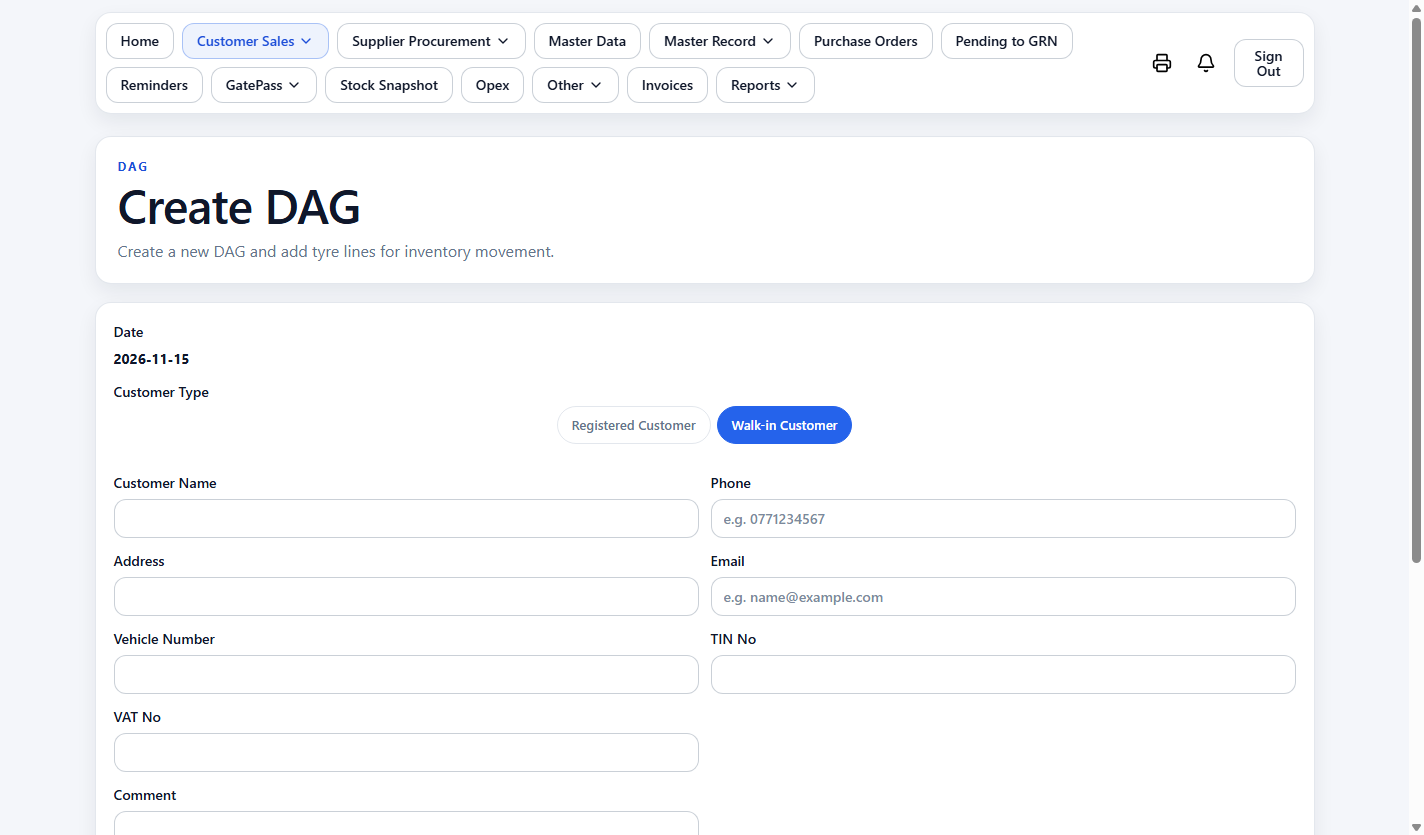 Home Customer Sales Supplier Procurement Master Data Master Record Purchase Orders Pending to GRN
Reminders GatePass Stock Snapshot Opex Other Invoices Reports
Sign
Out
DAG
Create DAG
Create a new DAG and add tyre lines for inventory movement.
Date
2026-11-15
Customer Type
Registered Customer Walk-in Customer
Customer Name Phone
e.g. 0771234567
Address Email
e.g. name@example.com
Vehicle Number TIN No
VAT No
Comment